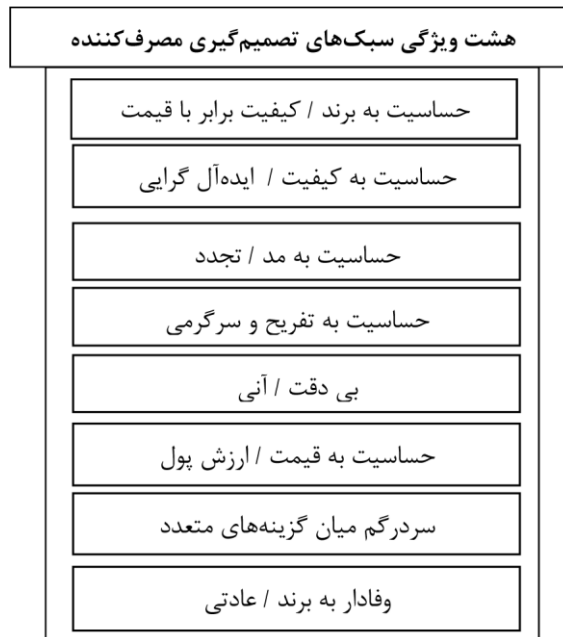 هشت ویژگی سبک‌های تصمیم‌گیری مصرف‌کننده
حساسیت به برند / کیفیت برابر با قیمت
حساسیت به کیفیت / ایده‌آل گرایی
حساسیت به مد / تجدد
حساسیت به تفریح و سرگرمی
بی دقت / آنی
حساسیت به قیمت / ارزش پول
سردرگم میان گزینه‌های متعدد
وفادار به برند / عادتی